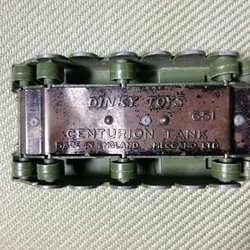 DINKY TOYS
651
CENTURION TANK
MADE IN ENGLAND MECCANO LTD